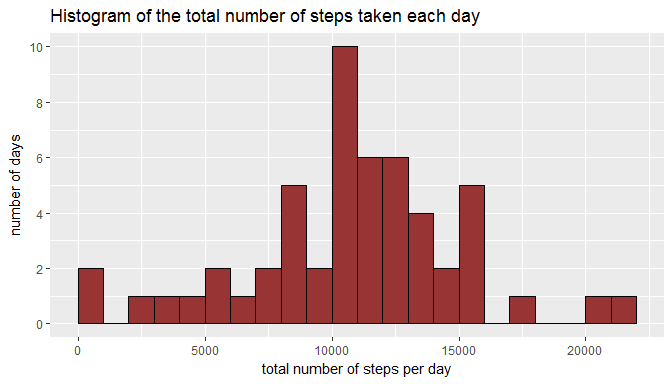 Histogram of the total number of steps taken each day
10
8
6
4
2
0
number of days
0 5000 10000 15000 20000
total number of steps per day